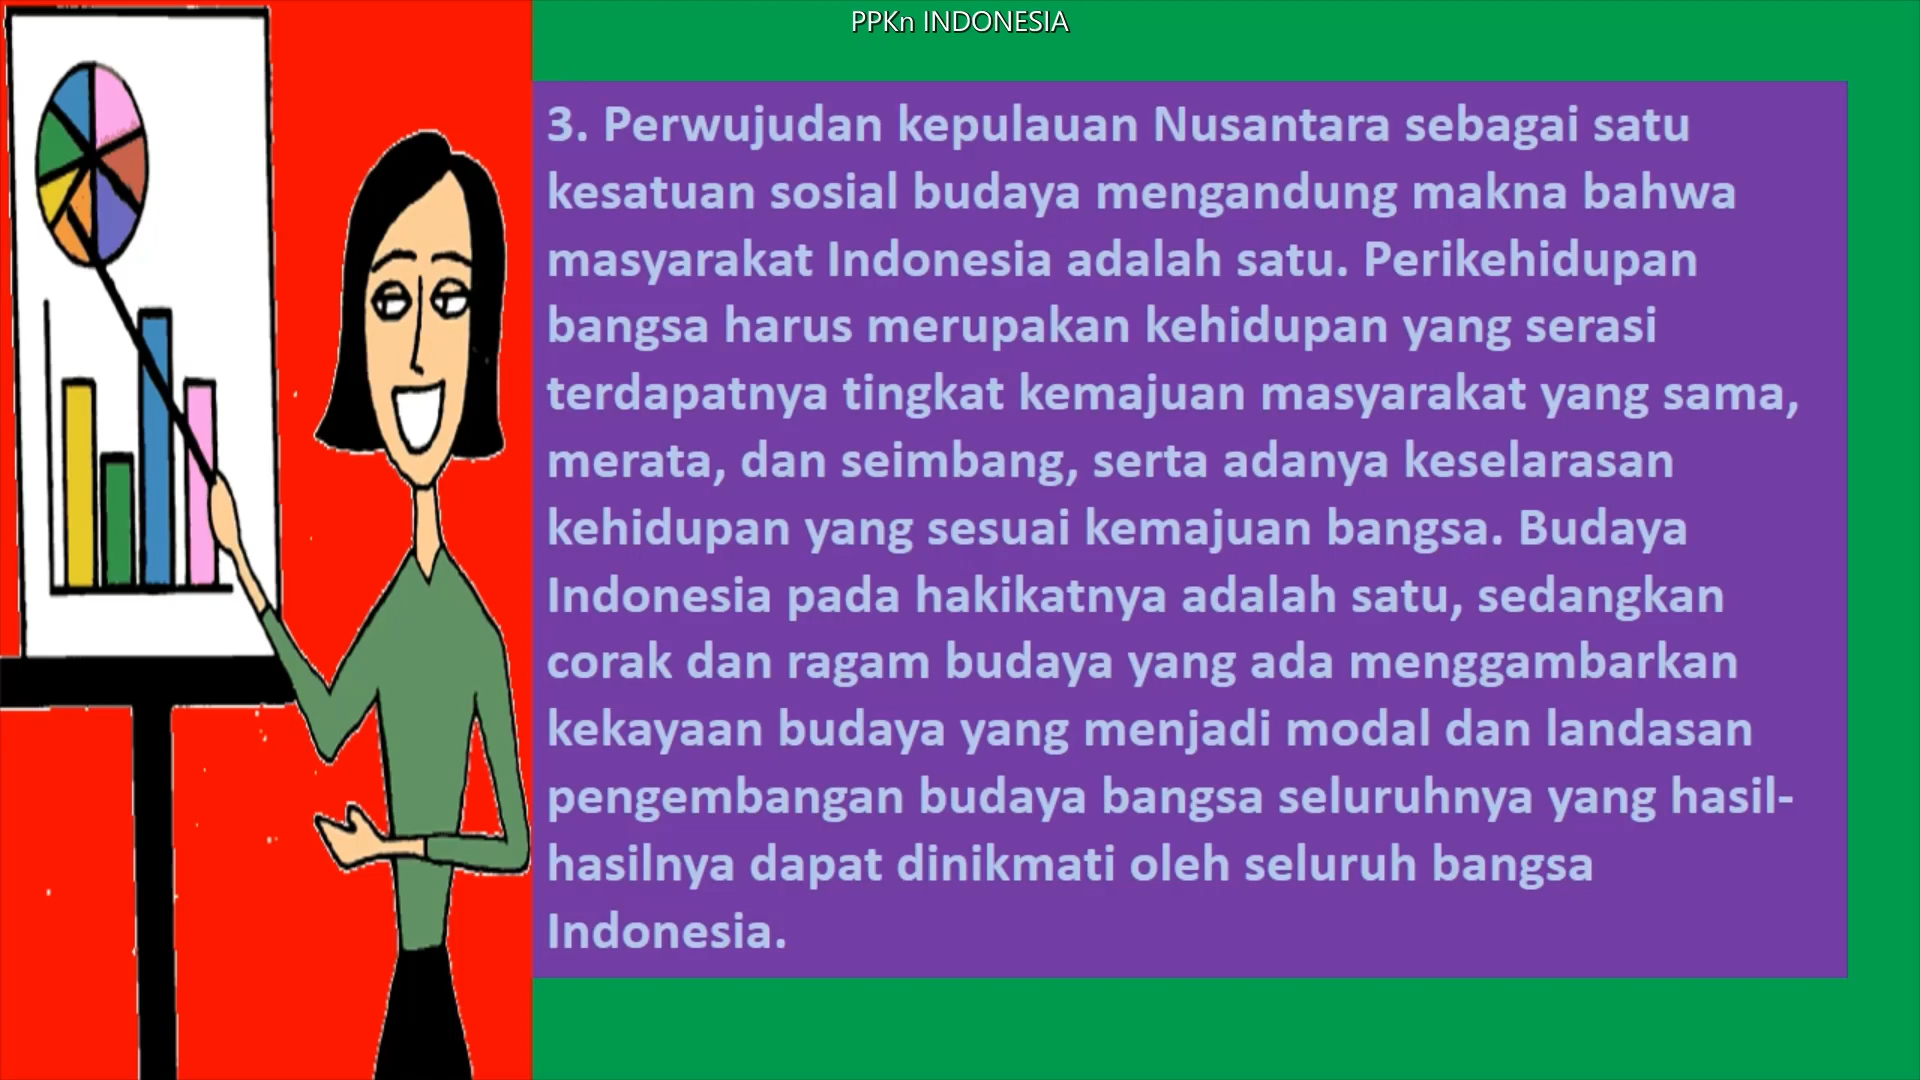 PPKn INDONESIA
3. Perwujudan kepulauan Nusantara sebagai satu
kesatuan sosial budaya mengandung makna bahwa
masyarakat Indonesia adalah satu. Perikehidupan
bangsa harus merupakan kehidupan yang serasi
terdapatnya tingkat kemajuan masyarakat yang sama,
merata, dan seimbang, serta adanya keselarasan
kehidupan yang sesuai kemajuan bangsa. Budaya
Indonesia pada hakikatnya adalah satu, sedangkan
corak dan ragam budaya yang ada menggambarkan
kekayaan budaya yang menjadi modal dan landasan
pengembangan budaya bangsa seluruhnya yang hasil-
hasilnya dapat dinikmati oleh seluruh bangsa
Indonesia.